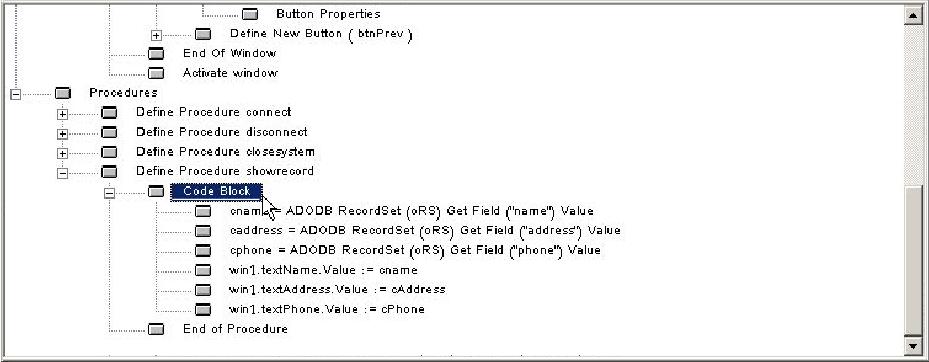 Button Properties
Define New Button ( btnPrev )
End Of Window
Activate window
Procedures
Define Procedure connect
Define Procedure disconnect
Define Procedure closesystem
Define Procedure showrecord
Code Block
cname = ADODB RecordSet (oRS) Get Field ("name") Value
caddress = ADODB RecordSet (oRS) Get Field ("address") Value
cphone = ADODB RecordSet (oRS) Get Field ("phone") Value
win1.textName.Value := cname
win1.textAddress.Value := cAddress
win1.textPhone.Value := cPhone
End of Procedure